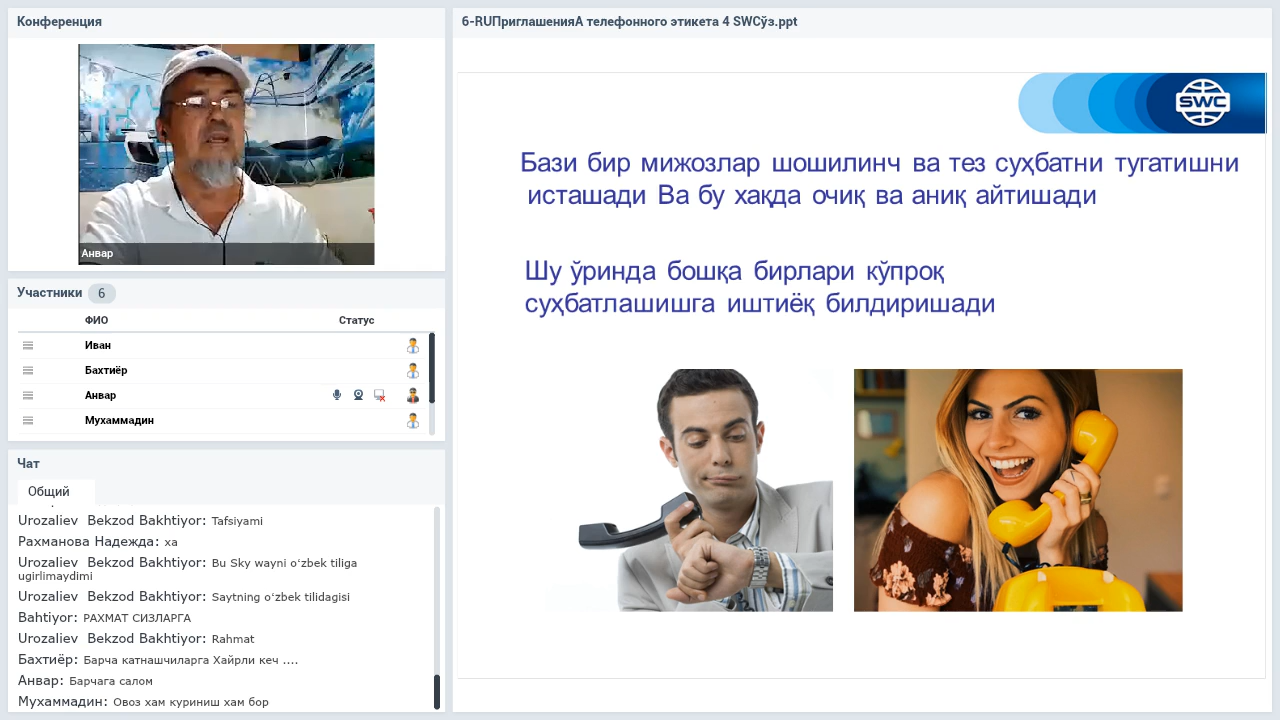 Конференция
Анвар
Участники 6
ФИО Статус
Иван
Бахтиёр
Анвар
Мухаммадин
Чат
Общий
Urozaliev Bekzod Bakhtiyor: Tafsiyami
Рахманова Надежда: ха
Urozaliev Bekzod Bakhtiyor: Bu Sky wayni oʻzbek tiliga
ugirlimaydimi
Urozaliev Bekzod Bakhtiyor: Saytning oʻzbek tilidagisi
Bahtiyor: РАХМАТ СИЗЛАРГА
Urozaliev Bekzod Bakhtiyor: Rahmat
Бахтиёр: Барча катнашчиларга Хайрли кеч ....
Анвар: Барчага салом
Мухаммадин: Овоз хам куриниш хам бор
6-RUПриглашенияА телефонного этикета 4 SWCўз.ppt
SWC
Бази бир мижозлар шошилинч ва тез суҳбатни тугатишни
исташади Ва бу хақда очиқ ва аниқ айтишади
Шу ўринда бошқа бирлари кўпроқ
суҳбатлашишга иштиёқ билдиришади